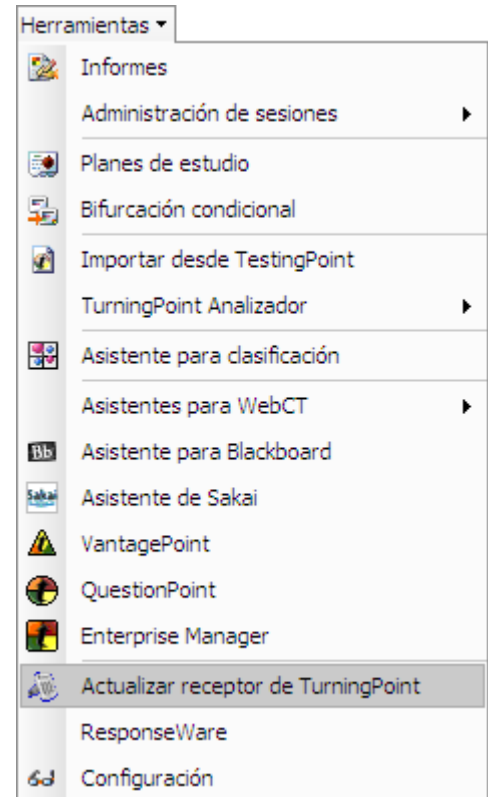 Herramientas
Informes
Administración de sesiones
Planes de estudio
Bifurcación condicional
Importar desde TestingPoint
TurningPoint Analizador
Asistente para clasificación
Asistentes para WebCT
Bb Asistente para Blackboard
Sakai Asistente de Sakai
VantagePoint
QuestionPoint
Enterprise Manager
Actualizar receptor de TurningPoint
ResponseWare
Configuración